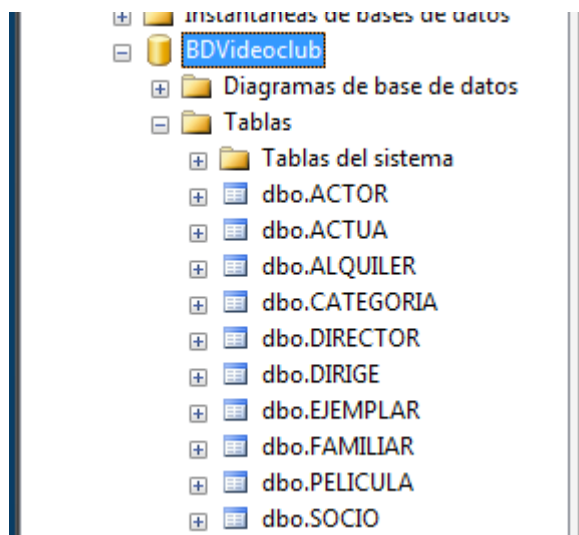 Instantáneas de bases de datos
BDVideoclub
Diagramas de base de datos
Tablas
Tablas del sistema
dbo.ACTOR
dbo.ACTUA
dbo.ALQUILER
dbo.CATEGORIA
dbo.DIRECTOR
dbo.DIRIGE
dbo.EJEMPLAR
dbo.FAMILIAR
dbo.PELICULA
dbo.SOCIO